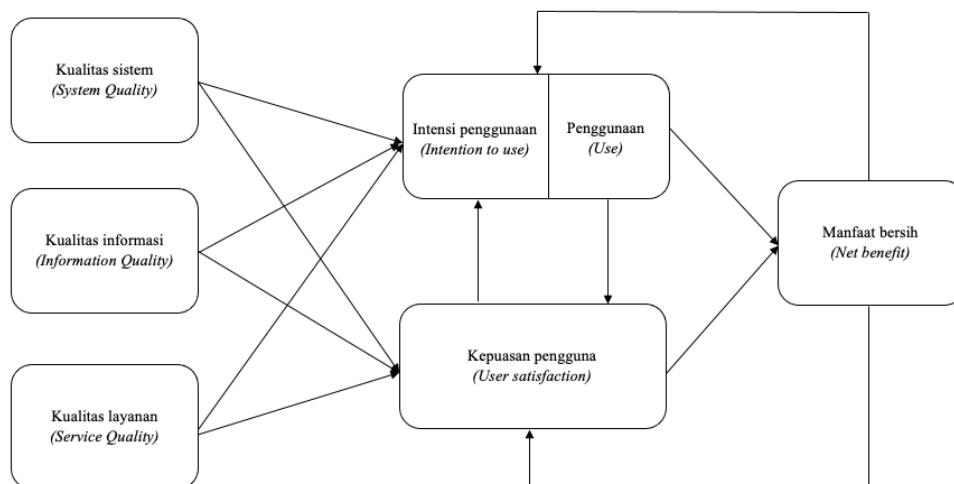 Kualitas sistem
(System Quality)
Intensi penggunaan
(Intention to use)
Penggunaan
(Use)
Kualitas informasi
(Information Quality)
Manfaat bersih
(Net benefit)
Kepuasan pengguna
(User satisfaction)
Kualitas layanan
(Service Quality)